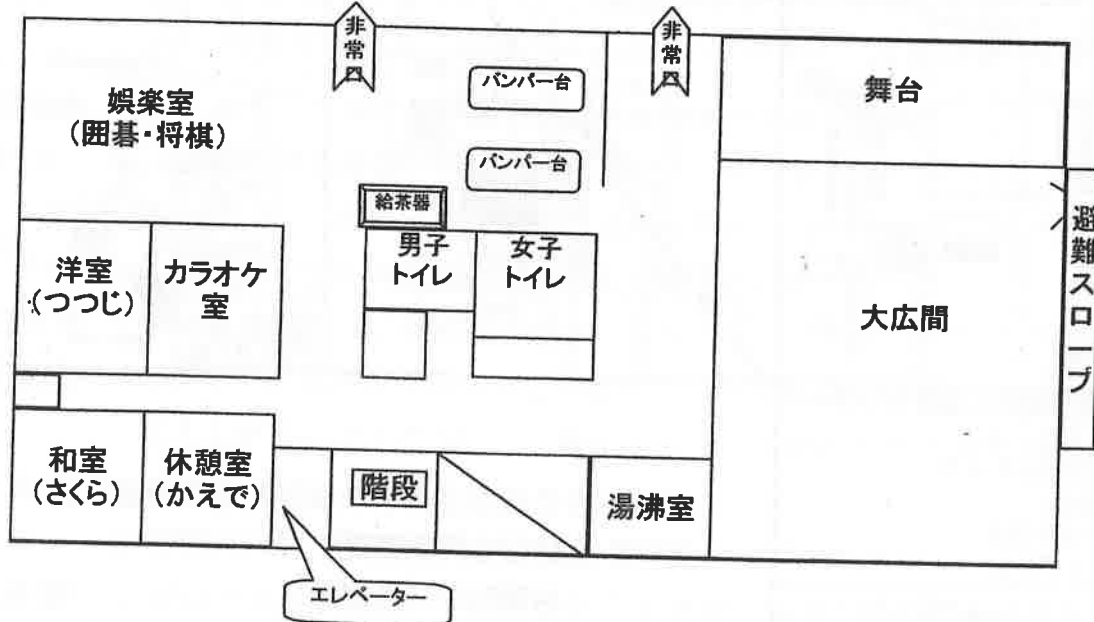 非常口
非常口
バンパー台
舞台
娯楽室
(囲碁・将棋)
バンパー台
給茶器
男子
トイレ
女子
トイレ
洋室
(つつじ)
カラオケ
室
大広間
避難スロープ
和室
(さくら)
休憩室
(かえで)
階段
湯沸室
エレベーター